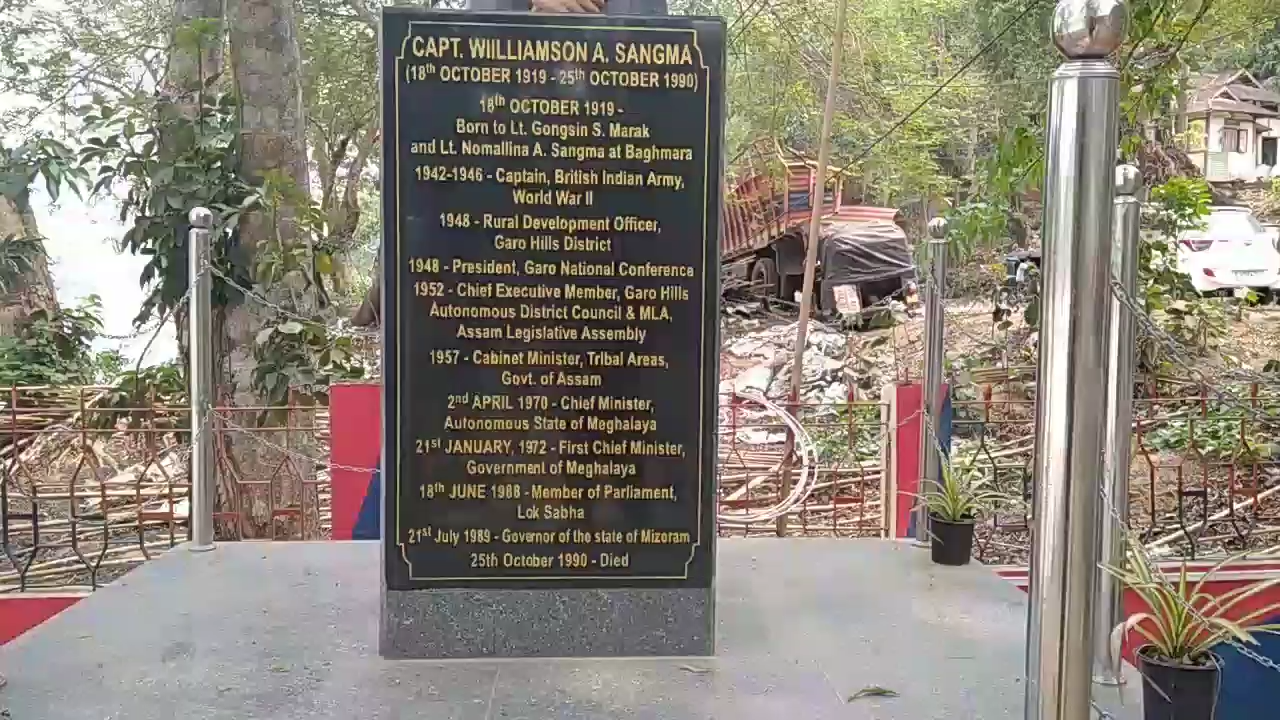 CAPT. WIILLIAMSON A. SANGMA
(18th OCTOBER 1919 - 25th OCTOBER 1990)
18th OCTOBER 1919 -
Born to Lt. Gongsin S. Marak
and Lt. Nomallina A. Sangma at Baghmara
1942-1946 - Captain, British Indian Army,
World War II
1948 - Rural Development Officer,
Garo Hills District
1948 - President, Garo National Conference
1952 - Chief Executive Member, Garo Hills
Autonomous District Council & MLA,
Assam Legislative Assembly
1957 - Cabinet Minister, Tribal Areas,
Govt. of Assam
2nd APRIL 1970 - Chief Minister,
Autonomous State of Meghalaya
21st JANUARY, 1972 - First Chief Minister,
Government of Meghalaya
18th JUNE 1988 - Member of Parliament,
Lok Sabha
21st July 1989 - Governor of the state of Mizoram
25th October 1990 - Died